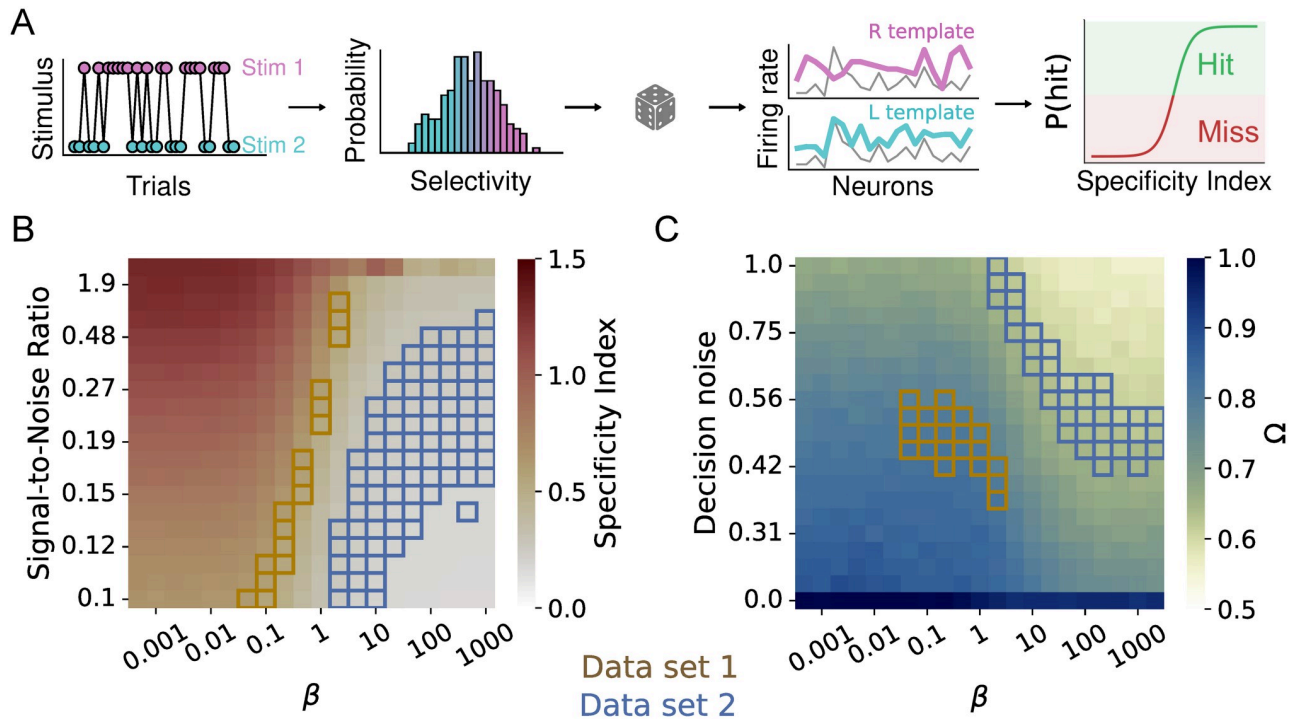 A
Stimulus
Stim 1
Stim 2
Trials
Probability
Selectivity
Firing rate
R template
L template
Neurons
P(hit)
Hit
Miss
Specificity Index
B
Signal-to-Noise Ratio
1.9
0.48
0.27
0.19
0.15
0.12
0.1
0.001
0.01
0.1
1
10
100
1000
β
1.5
1.0
0.5
0.0
Specificity Index
C
Decision noise
1.0
0.75
0.56
0.42
0.31
0.0
0.001
0.01
0.1
1
10
100
1000
β
1.0
0.9
0.8
0.7
0.6
0.5
Ω
Data set 1
Data set 2